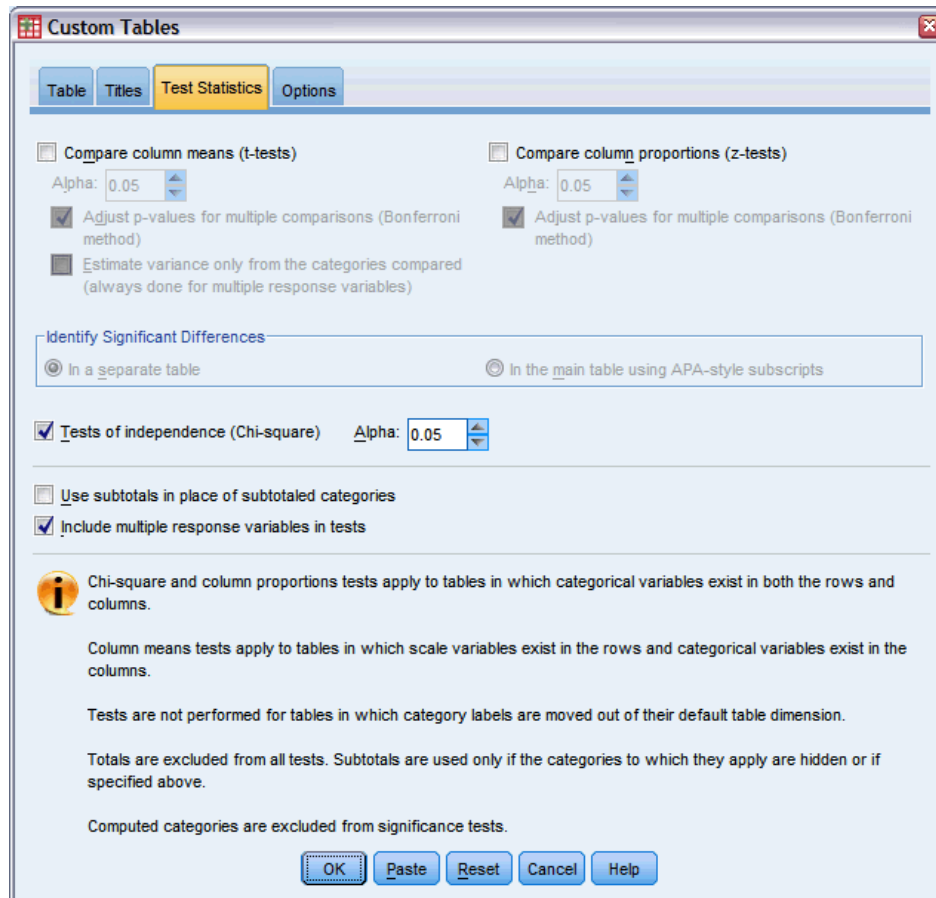 Custom Tables
Table Titles Test Statistics Options
Compare column means (t-tests)
Alpha: 0.05
Adjust p-values for multiple comparisons (Bonferroni
method)
Estimate variance only from the categories compared
(always done for multiple response variables)
Compare column proportions (z-tests)
Alpha: 0.05
Adjust p-values for multiple comparisons (Bonferroni
method)
Identify Significant Differences
In a separate table
In the main table using APA-style subscripts
Tests of independence (Chi-square) Alpha: 0.05
Use subtotals in place of subtotaled categories
Include multiple response variables in tests
Chi-square and column proportions tests apply to tables in which categorical variables exist in both the rows and
columns.
Column means tests apply to tables in which scale variables exist in the rows and categorical variables exist in the
columns.
Tests are not performed for tables in which category labels are moved out of their default table dimension.
Totals are excluded from all tests. Subtotals are used only if the categories to which they apply are hidden or if
specified above.
Computed categories are excluded from significance tests.
OK Paste Reset Cancel Help